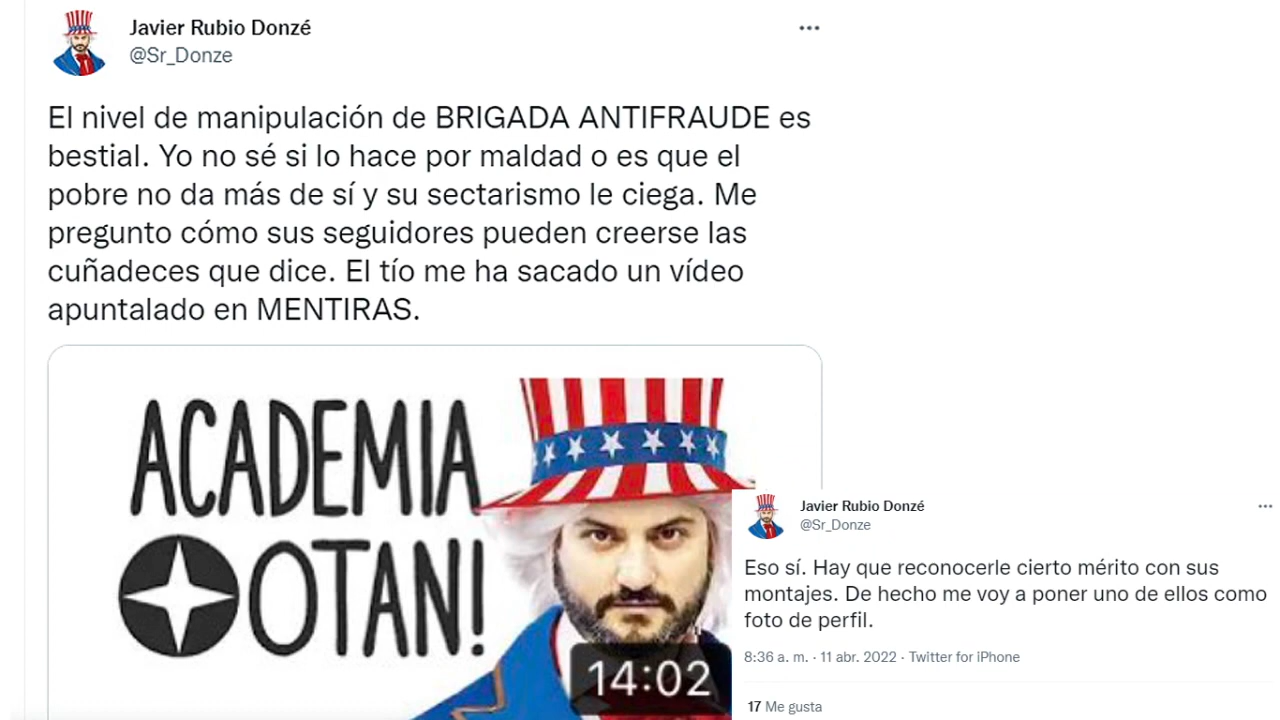 Javier Rubio Donzé
@Sr_Donze
El nivel de manipulación de BRIGADA ANTIFRAUDE es
bestial. Yo no sé si lo hace por maldad o es que el
pobre no da más de sí y su sectarismo le ciega. Me
pregunto cómo sus seguidores pueden creerse las
cuñadeces que dice. El tío me ha sacado un vídeo
apuntalado en MENTIRAS.
ACADEMIA
OTAN!
14:02
Javier Rubio Donzé
@Sr_Donze
Eso sí. Hay que reconocerle cierto mérito con sus
montajes. De hecho me voy a poner uno de ellos como
foto de perfil.
8:36 a. m. · 11 abr. 2022 · Twitter for iPhone
17 Me gusta